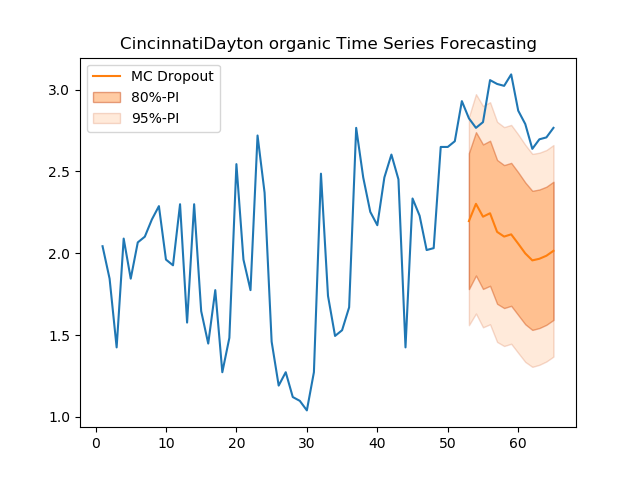 CincinnatiDayton organic Time Series Forecasting
MC Dropout
80%-PI
95%-PI
3.0
2.5
2.0
1.5
1.0
0 10 20 30 40 50 60